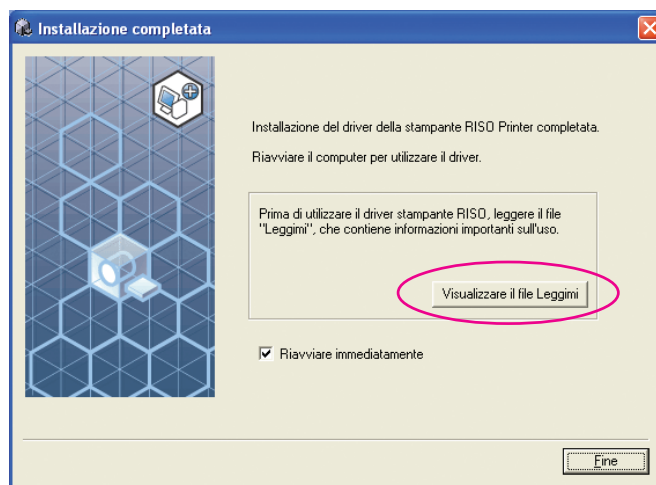 Installazione completata
Installazione del driver della stampante RISO Printer completata.
Riavviare il computer per utilizzare il driver.
Prima di utilizzare il driver stampante RISO, leggere il file
"Leggimi", che contiene informazioni importanti sull'uso.
Visualizzare il file Leggimi
Riavviare immediatamente
Fine